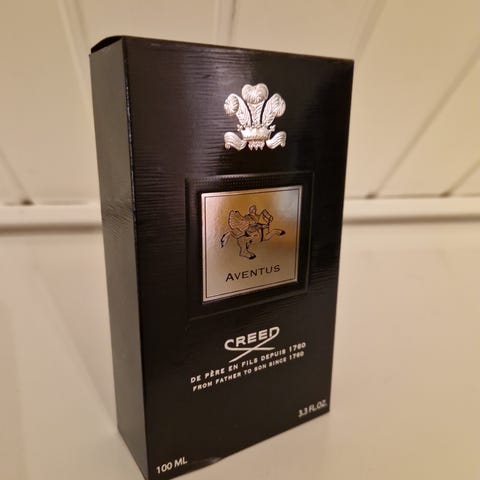 AVENTUS
CREED
DE PÈRE EN FILS DEPUIS 1760
FROM FATHER TO SON SINCE 1760
100 ML
3.3 FL.OZ.